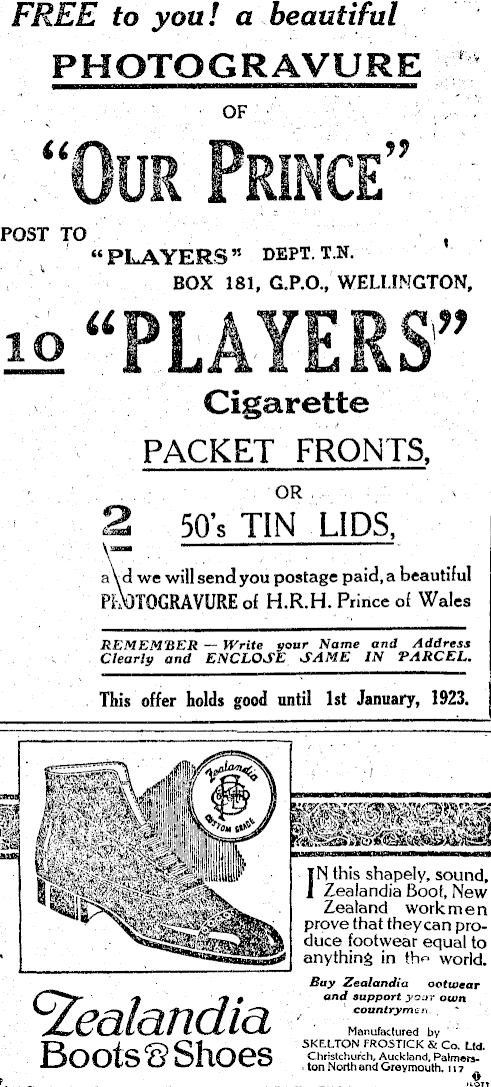 FREE to you! a beautiful
PHOTOGRAVURE
OF
"OUR PRINCE"
POST TO
"PLAYERS" DEPT. T.N.
BOX 181, G.P.O., WELLINGTON,
10 "PLAYERS"
Cigarette
PACKET FRONTS,
OR
2 50's TIN LIDS,
and we will send you postage paid, a beautiful
PHOTOGRAVURE of H.R.H. Prince of Wales
REMEMBER — Write your Name and Address
Clearly and ENCLOSE SAME IN PARCEL.
This offer holds good until 1st January, 1923.
Zealandia
CUSTOM GRADE
IN this shapely, sound,
Zealandia Boot, New
Zealand workmen
prove that they can pro-
duce footwear equal to
anything in the world.
Buy Zealandia ootwear
and support your own
countrymen
Zealandia
Boots & Shoes
Manufactured by
SKELTON FROSTICK & Co. Ltd.
Christchurch, Auckland, Palmers-
ton North and Greymouth. 117